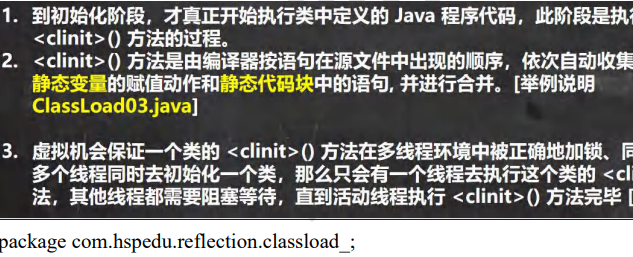 1. 到初始化阶段，才真正开始执行类中定义的 Java 程序代码，此阶段是执行
<clinit>() 方法的过程。
2. <clinit>() 方法是由编译器按语句在源文件中出现的顺序，依次自动收集
静态变量的赋值动作和静态代码块中的语句, 并进行合并。[举例说明
ClassLoad03.java]
3. 虚拟机会保证一个类的 <clinit>() 方法在多线程环境中被正确地加锁、同
多个线程同时去初始化一个类，那么只会有一个线程去执行这个类的 <cli
法，其他线程都需要阻塞等待，直到活动线程执行 <clinit>() 方法完毕 [
package com.hspedu.reflection.classload_;